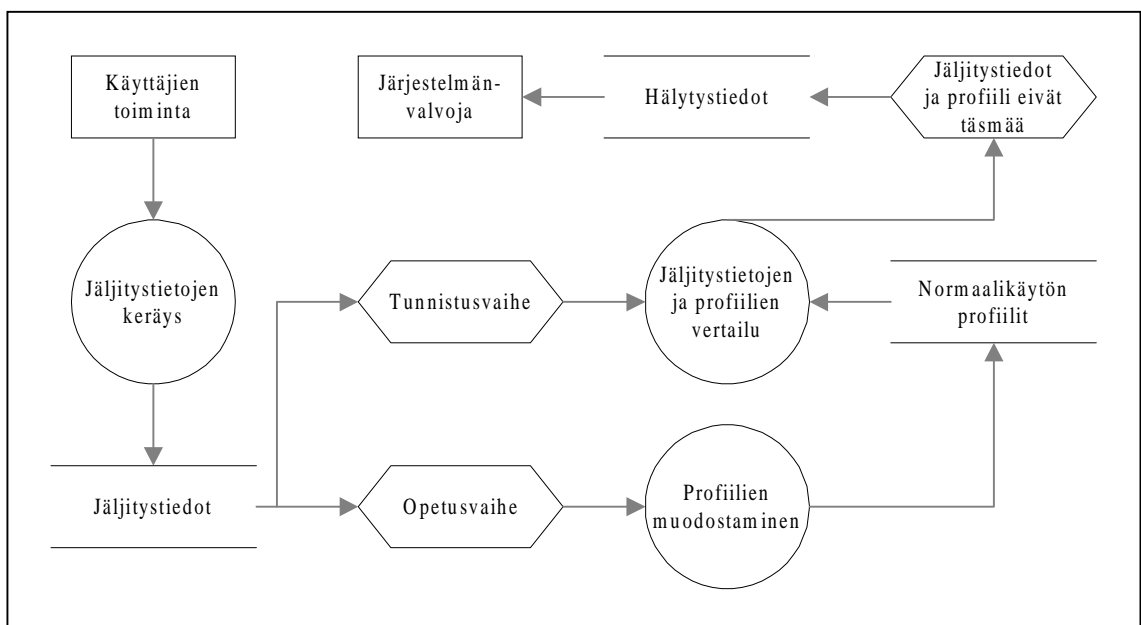 Käyttäjien
toiminta
Järjestelmän-
valvoja
Hälytystiedot
Jäljitystiedot
ja profiili eivät
täsmää
Jäljitystietojen
keräys
Tunnistusvaihe
Jäljitystietojen
ja profiilien
vertailu
Normaalikäytön
profiilit
Jäljitystiedot
Opetusvaihe
Profiilien
muodostaminen